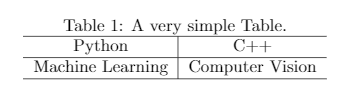 Table 1: A very simple Table.
Python C++
Machine Learning Computer Vision